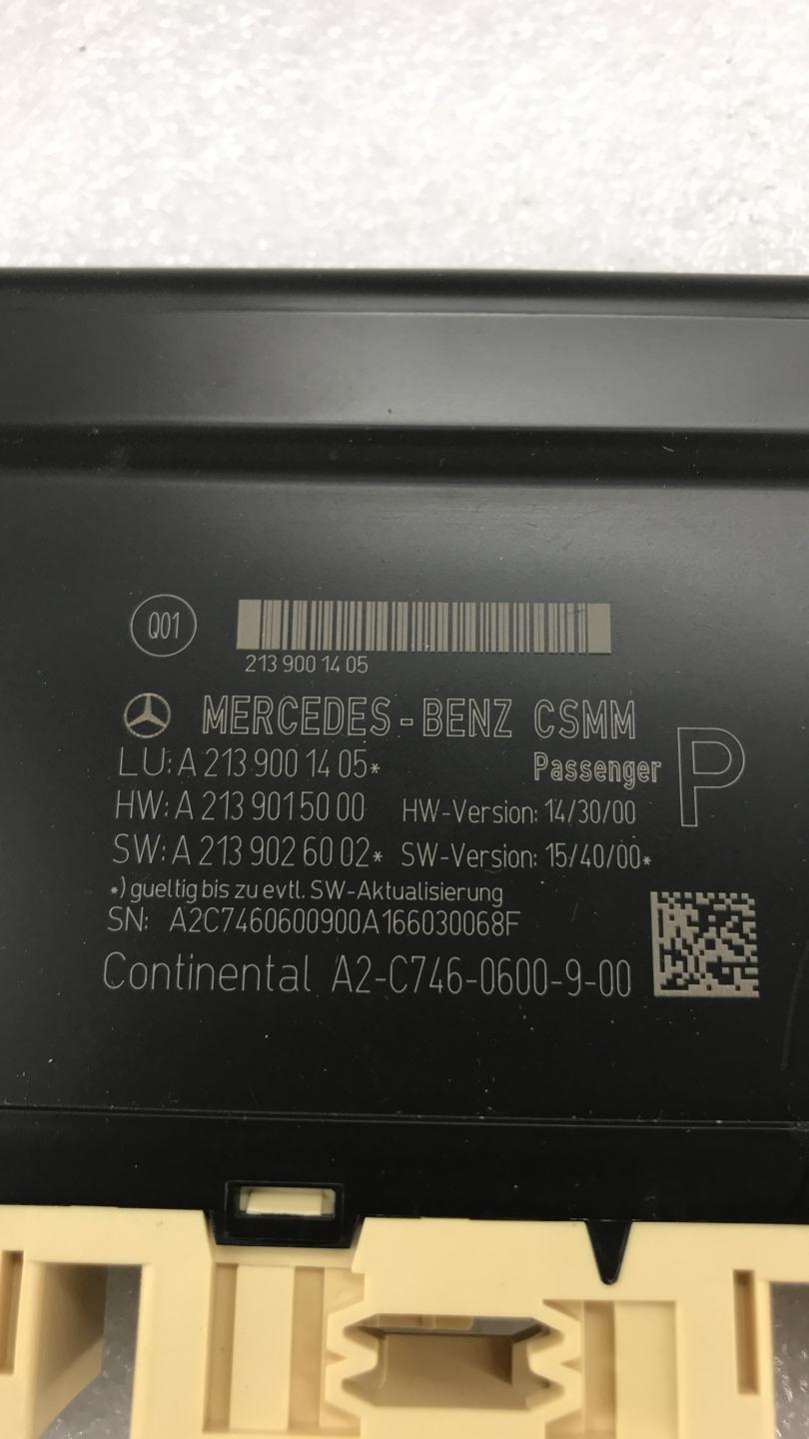 Q01
213 900 14 05
MERCEDES-BENZ CSMM
LU: A 213 900 14 05*
Passenger
P
HW: A 213 901 50 00 HW-Version: 14/30/00
SW: A 213 902 60 02* SW-Version: 15/40/00*
*) gueltig bis zu evtl. SW-Aktualisierung
SN: A2C7460600900A166030068F
Continental A2-C746-0600-9-00